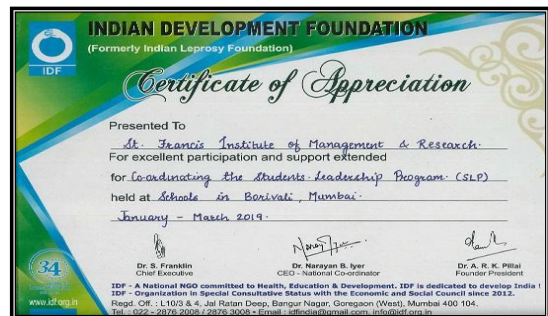 INDIAN DEVELOPMENT FOUNDATION
(Formerly Indian Leprosy Foundation)
IDF
Certificate of Appreciation
Presented To
St. Francis Institute of Management & Research.
For excellent participation and support extended
for Co-ordinating the Students Leadership Program. (SLP)
held at Schools in Borivali, Mumbai.
January - March 2019.
34
Dr. S. Franklin
Chief Executive
Dr. Narayan B. Iyer
CEO - National Co-ordinator
Dr. A. R. K. Pillai
Founder President
www.idf.org.in
IDF - A National NGO committed to Health, Education & Development. IDF is dedicated to develop India !
IDF - Organization in Special Consultative Status with the Economic and Social Council since 2012.
Regd. Off. : L10/3 & 4, Jal Ratan Deep, Bangur Nagar, Goregaon (West), Mumbai 400 104.
Tel. : 022 - 2876 2008 / 2876 3008 • Email : idfindia@gmail.com, info@idf.org.in